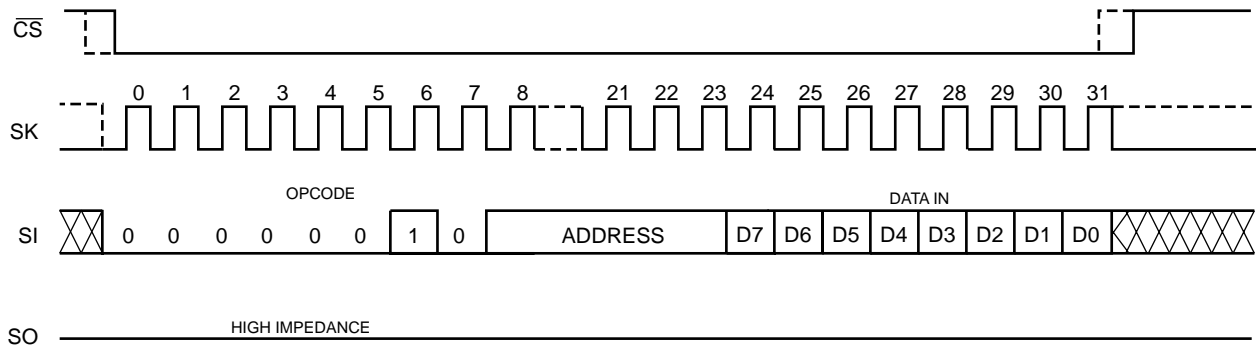 CS
0 1 2 3 4 5 6 7 8 21 22 23 24 25 26 27 28 29 30 31
SK
OPCODE DATA IN
SI 0 0 0 0 0 0 1 0 ADDRESS D7 D6 D5 D4 D3 D2 D1 D0
HIGH IMPEDANCE
SO